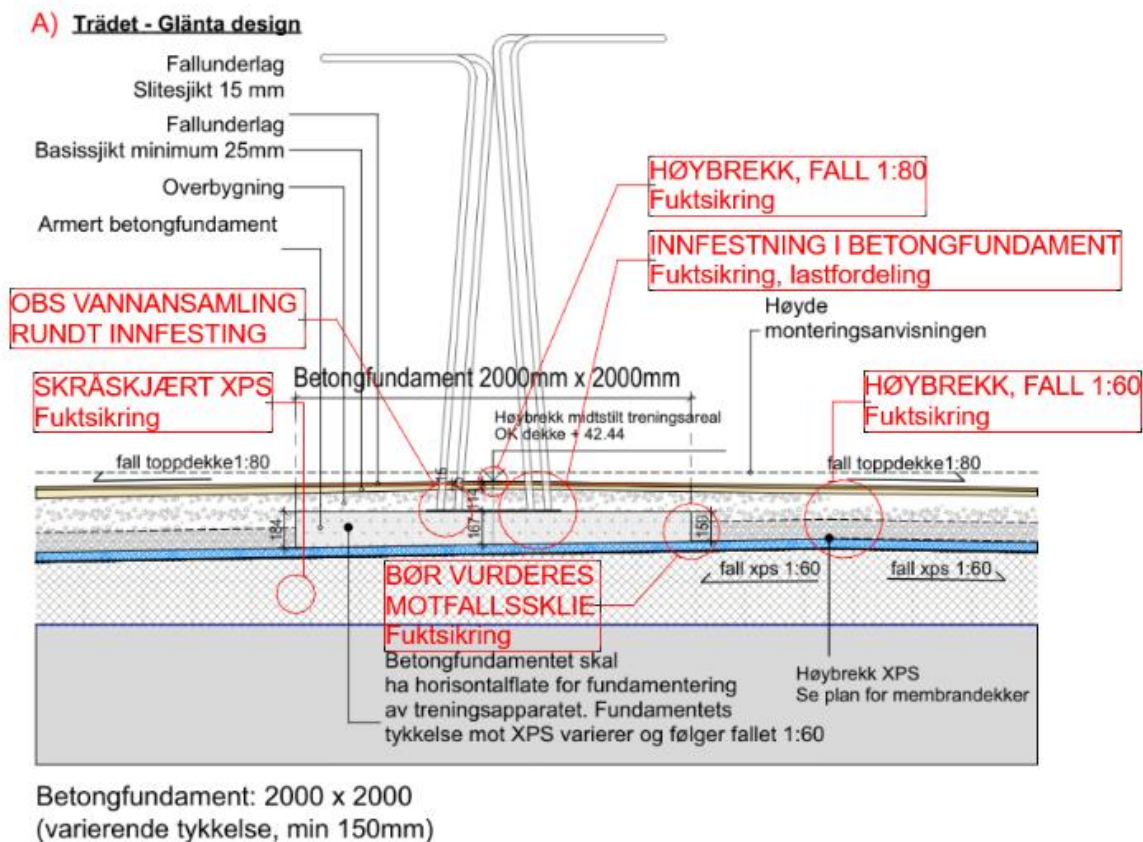 A) Trädet - Glänta design
Fallunderlag
Slitesjikt 15 mm
Fallunderlag
Basissjikt minimum 25mm
Overbygning
Armert betongfundament
HØYBREKK, FALL 1:80
Fuktsikring
INNFESTNING I BETONGFUNDAMENT
Fuktsikring, lastfordeling
OBS VANNANSAMLING
RUNDT INNFESTING
Høyde
monteringsanvisningen
SKRÅSKJÆRT XPS
Fuktsikring
Betongfundament 2000mm x 2000mm
HØYBREKK, FALL 1:60
Fuktsikring
Høybrekk midtstilt treningsareal
OK dekke + 42.44
fall toppdekke1:80
fall toppdekke1:80
15
25
114
184
167
150
fall xps 1:60
fall xps 1:60
BØR VURDERES
MOTFALLSSKLIE
Fuktsikring
Betongfundamentet skal
ha horisontalflate for fundamentering
av treningsapparatet. Fundamentets
tykkelse mot XPS varierer og følger fallet 1:60
Høybrekk XPS
Se plan for membrandekker
Betongfundament: 2000 x 2000
(varierende tykkelse, min 150mm)